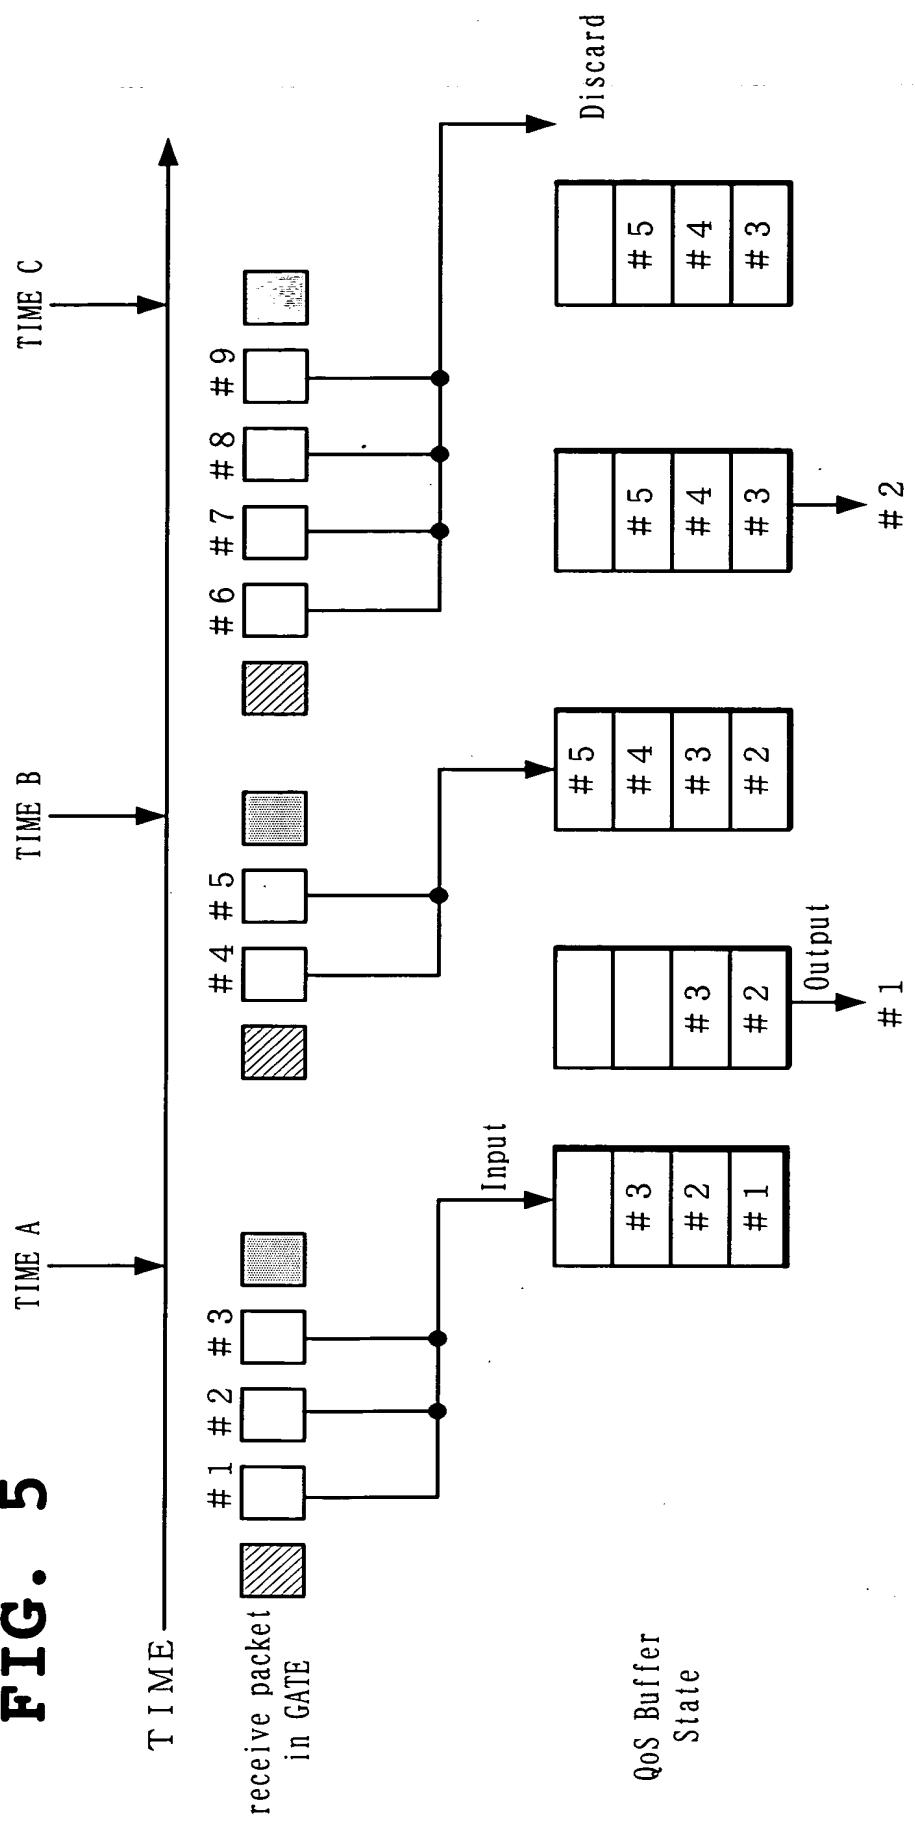 FIG. 5
TIME A
TIME B
TIME C
TIME
receive packet
in GATE
#1
#2
#3
#4
#5
#6
#7
#8
#9
Input
Discard
QoS Buffer
State
#3
#2
#1
#3
#2
Output
#1
#5
#4
#3
#2
#5
#4
#3
#2
#5
#4
#3